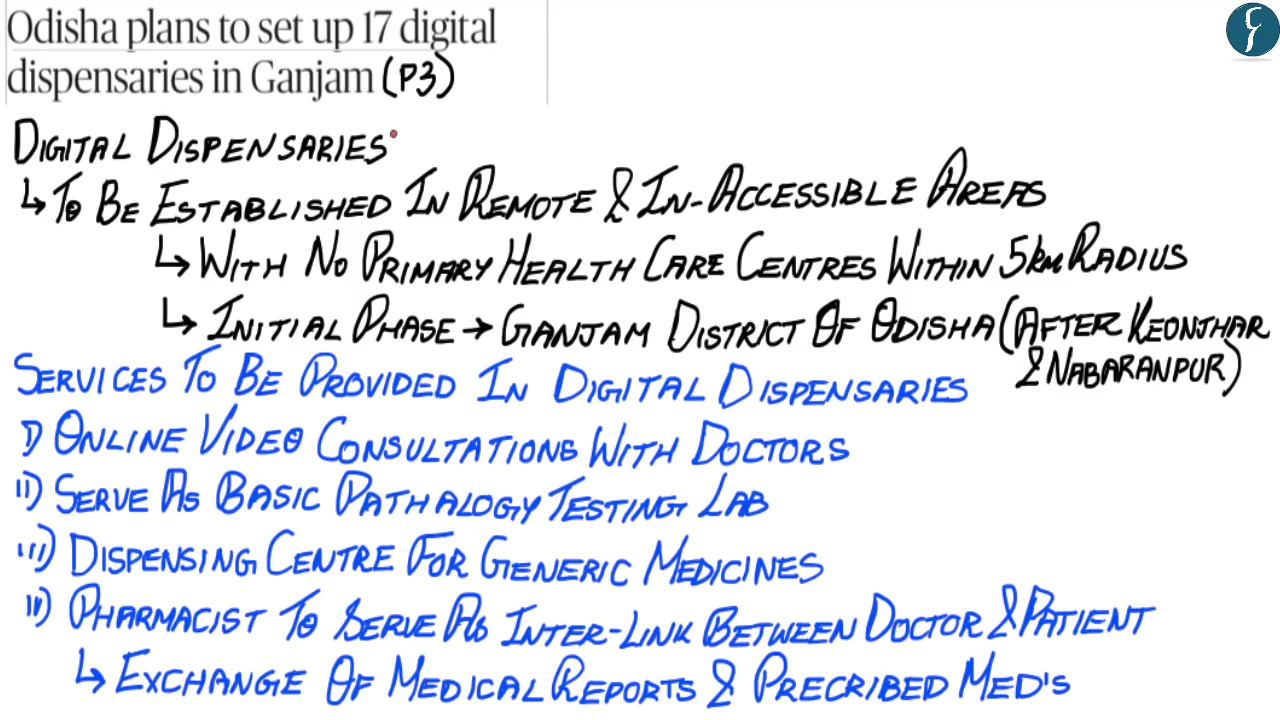 Odisha plans to set up 17 digital
dispensaries in Ganjam (P3)
DIGITAL DISPENSARIES
↳ TO BE ESTABLISHED IN REMOTE & IN-ACCESSIBLE AREAS
↳ WITH NO PRIMARY HEALTH CARE CENTRES WITHIN 5km RADIUS
↳ INITIAL PHASE → GANJAM DISTRICT OF ODISHA (AFTER KEONJHAR
& NABARANPUR)
SERVICES TO BE PROVIDED IN DIGITAL DISPENSARIES
i) ONLINE VIDEO CONSULTATIONS WITH DOCTORS
ii) SERVE AS BASIC PATHALOGY TESTING LAB
iii) DISPENSING CENTRE FOR GENERIC MEDICINES
iv) PHARMACIST TO SERVE AS INTER-LINK BETWEEN DOCTOR & PATIENT
↳ EXCHANGE OF MEDICAL REPORTS & PRECRIBED MED'S